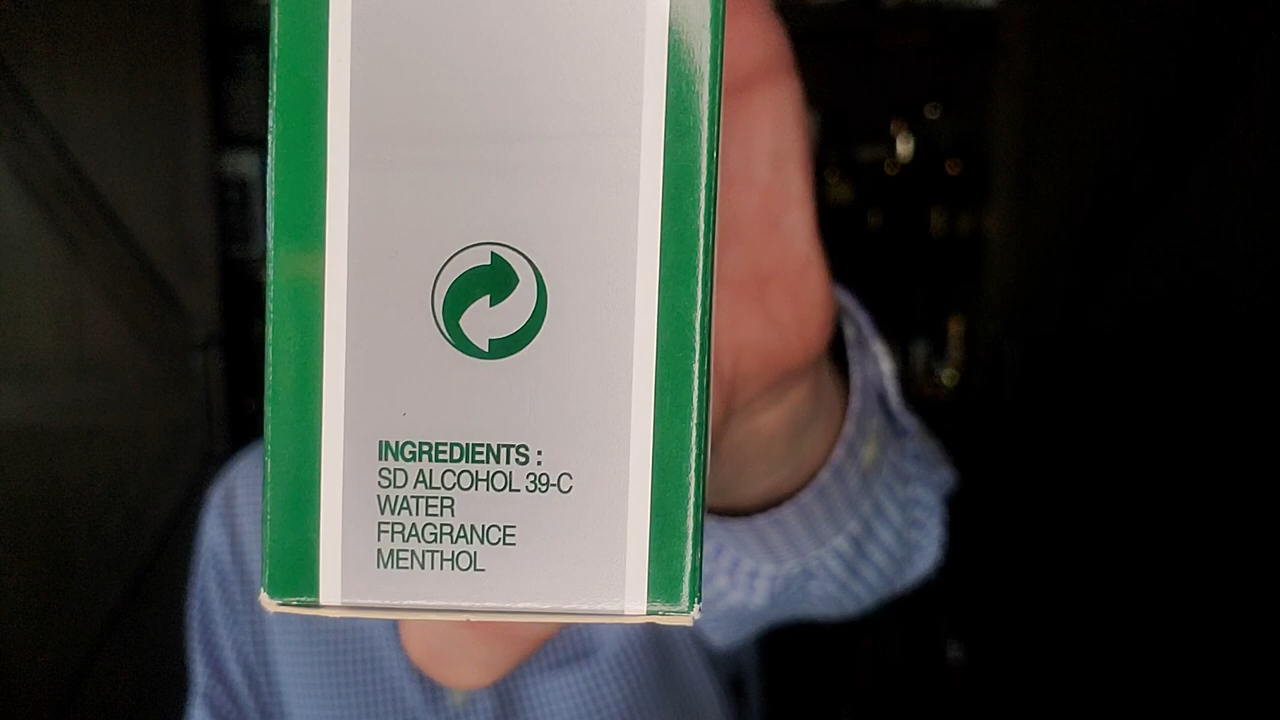 INGREDIENTS :
SD ALCOHOL 39-C
WATER
FRAGRANCE
MENTHOL